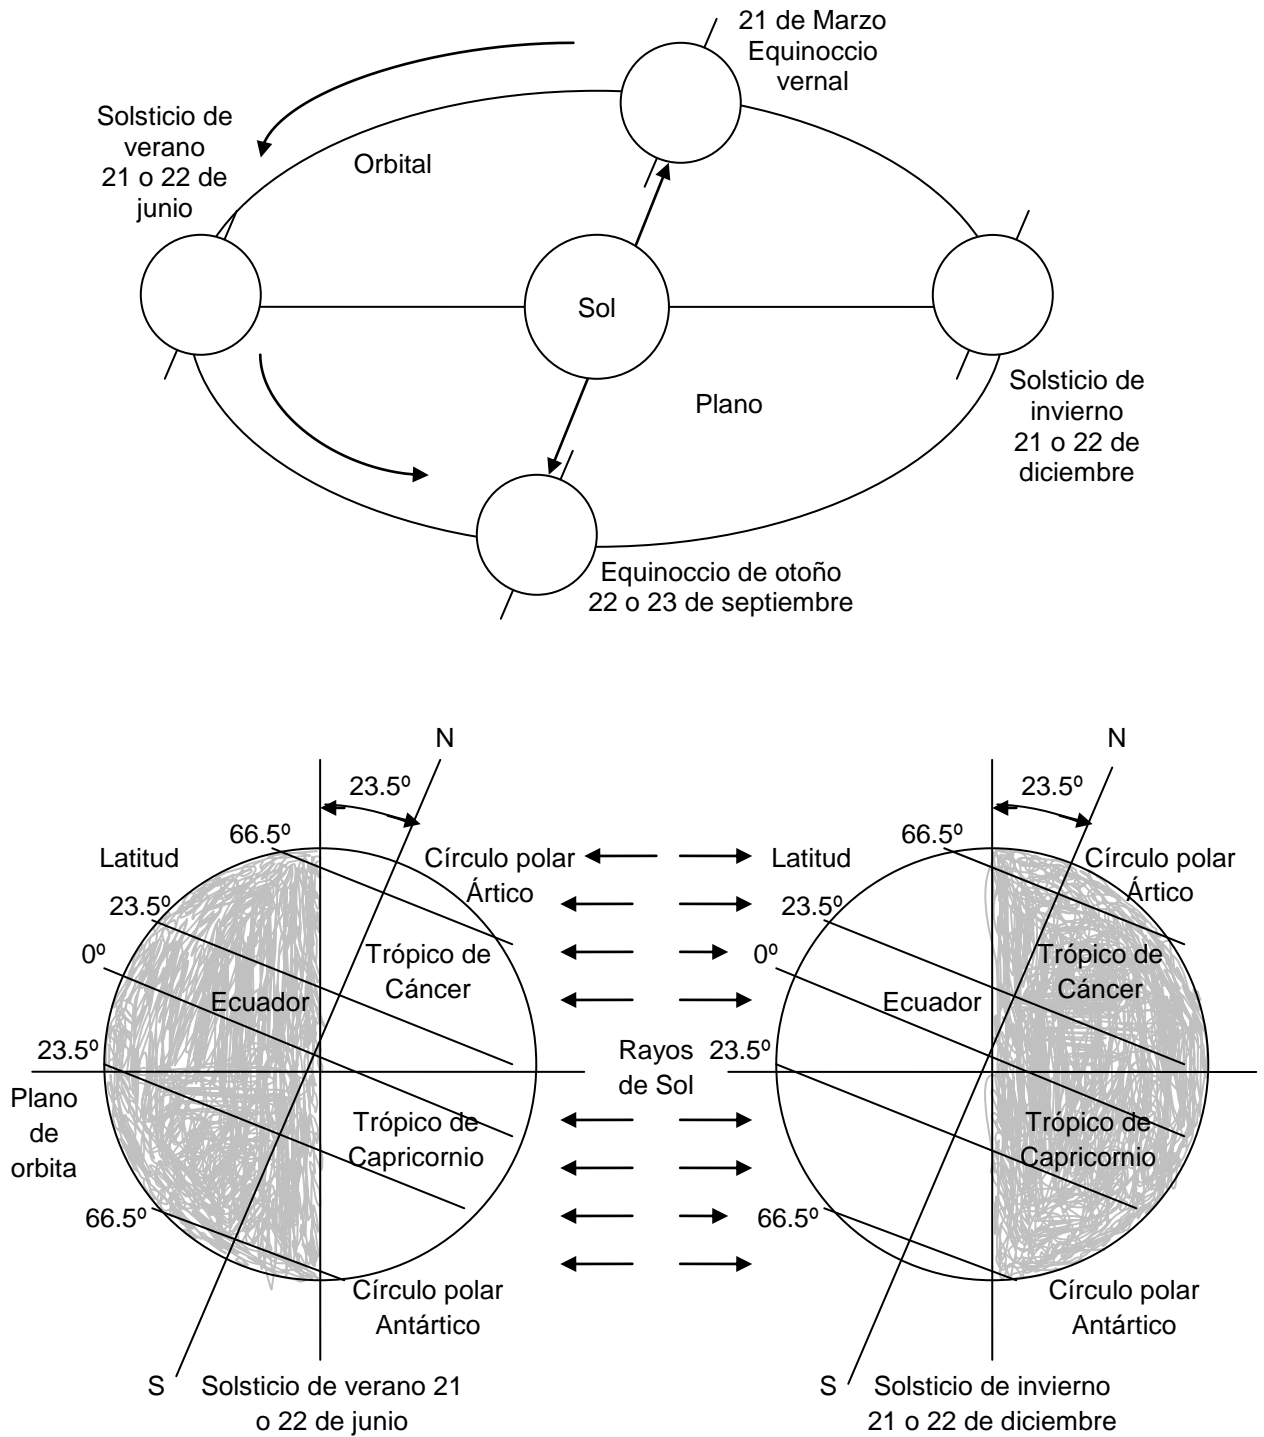 21 de Marzo
Equinoccio
vernal
Solsticio de
verano
21 o 22 de
junio
Orbital
Sol
Plano
Solsticio de
invierno
21 o 22 de
diciembre
Equinoccio de otoño
22 o 23 de septiembre
N
23.5º
66.5º
Latitud
Círculo polar
Ártico
23.5º
0º
Trópico de
Cáncer
Ecuador
23.5º
Plano
de
orbita
Trópico de
Capricornio
66.5º
Círculo polar
Antártico
S
Solsticio de verano 21
o 22 de junio
Rayos
de Sol
N
23.5º
66.5º
Latitud
Círculo polar
Ártico
23.5º
0º
Trópico de
Cáncer
Ecuador
23.5º
Trópico de
Capricornio
66.5º
Círculo polar
Antártico
S
Solsticio de invierno
21 o 22 de diciembre